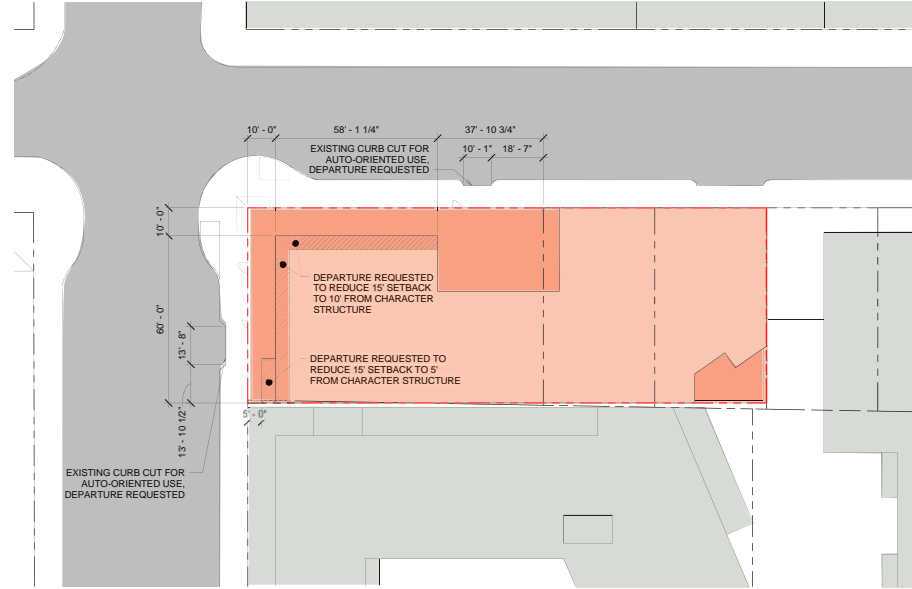 10' - 0"
58' - 1 1/4"
37' - 10 3/4"
EXISTING CURB CUT FOR
AUTO-ORIENTED USE,
DEPARTURE REQUESTED
10' - 1"
18' - 7"
10' - 0"
60' - 0"
13' - 8"
13' - 10 1/2"
DEPARTURE REQUESTED
TO REDUCE 15' SETBACK
TO 10' FROM CHARACTER
STRUCTURE
DEPARTURE REQUESTED TO
REDUCE 15' SETBACK TO 5'
FROM CHARACTER STRUCTURE
5' - 0"
EXISTING CURB CUT FOR
AUTO-ORIENTED USE,
DEPARTURE REQUESTED